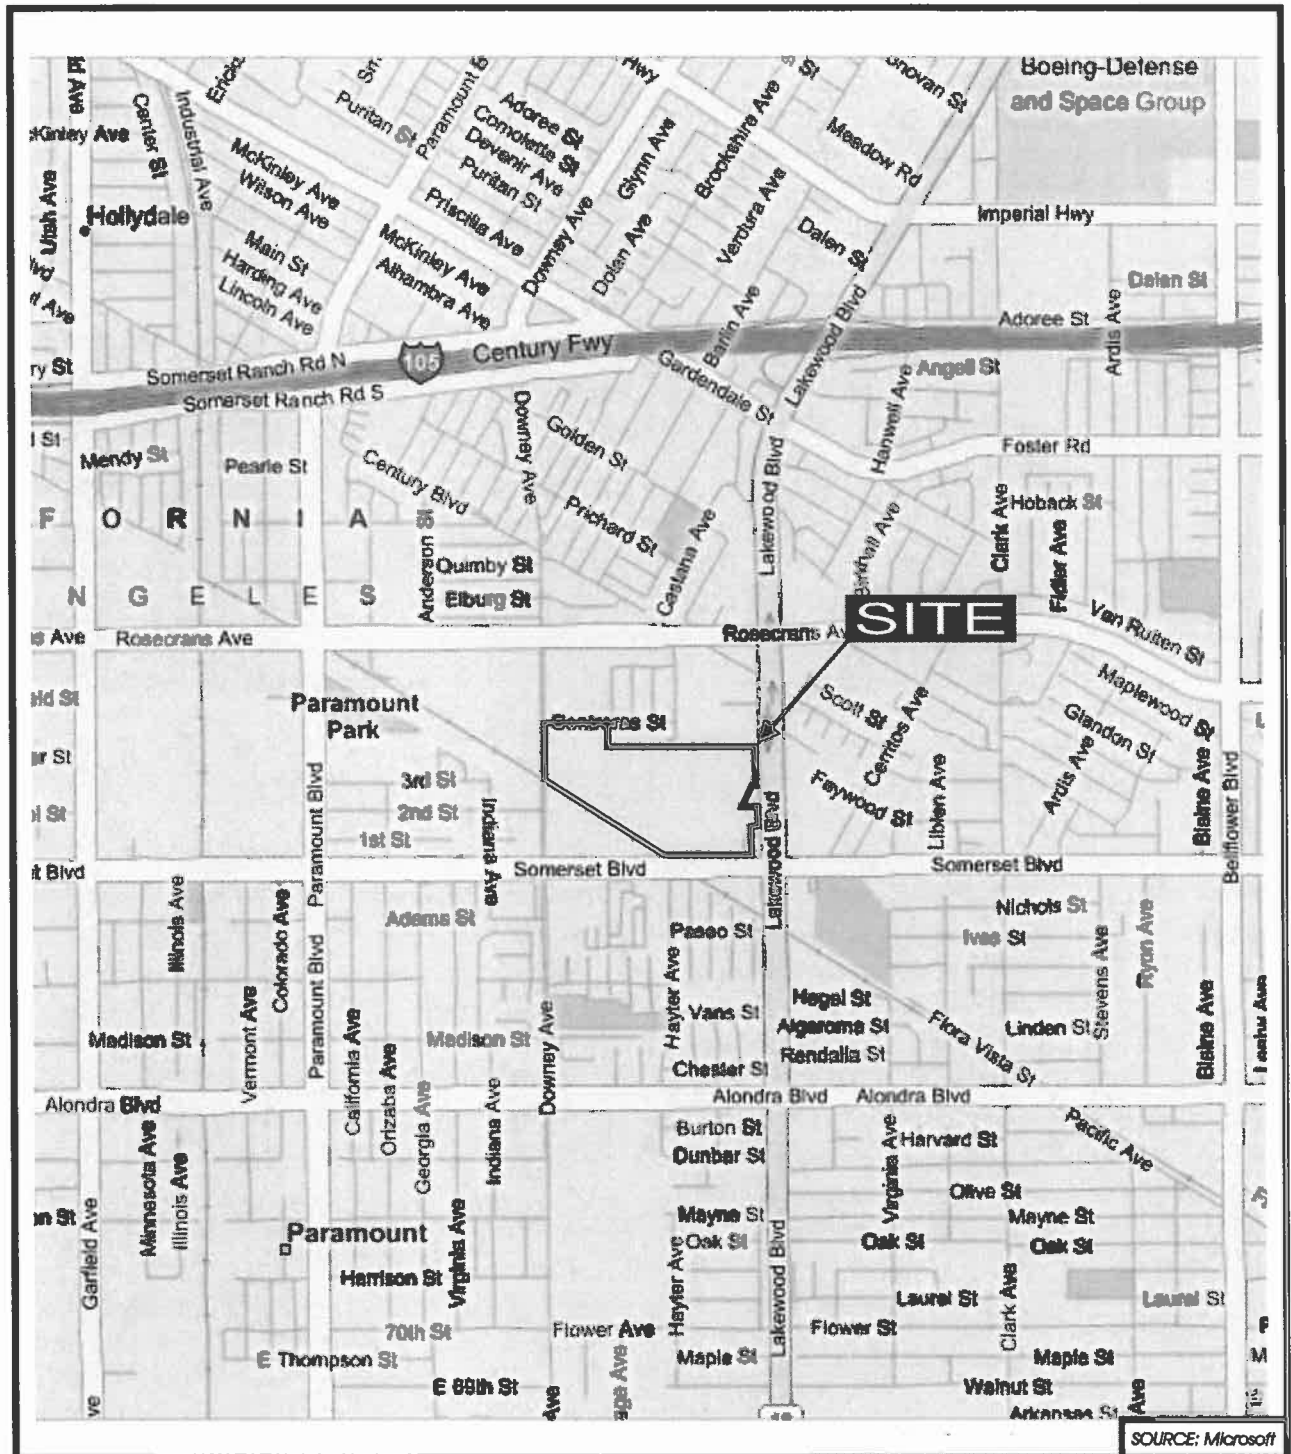 Boeing-Defense
and Space Group
Hwy
Puritan St
Paramount B
Adoree St
Comolette St
Devenir Ave
Puritan St
Glynn Ave
Brookshire Ave
Meadow Rd
Center St
Industrial Ave
McKinley Ave
Wilson Ave
Utah Ave
Hollydale
Priscilla Ave
Downey Ave
Dolan Ave
Verdura Ave
Dalen St
Imperial Hwy
Main St
Harding Ave
Lincoln Ave
McKinley Ave
Alhambra Ave
Dalen St
Barlin Ave
Lakewood Blvd
Adoree St
Ardis Ave
Somerset Ranch Rd N
105
Century Fwy
Gardendale St
Angell St
Somerset Ranch Rd S
Downey Ave
Golden St
Hanwell Ave
Foster Rd
Mendy St
Pearle St
Century Blvd
Prichard St
Lakewood Blvd
Clark Ave
Hoback St
F O R N I A
Anderson St
Quimby St
Castana Ave
Birkhall Ave
Fidler Ave
N G E L E S
Elburg St
Van Ruiten St
Rosecrans Ave
SITE
Paramount
Park
Scott St
Cerritos Ave
Maplewood St
Glandon St
3rd St
2nd St
1st St
Indiana Ave
Paramount Blvd
Faywood St
Liblen Ave
Ardis Ave
Blaine Ave
Bellflower Blvd
Lakewood Blvd
Somerset Blvd
Somerset Blvd
Illinois Ave
Colorado Ave
Adams St
Paseo St
Nichols St
Ives St
Ryon Ave
Stevens Ave
Paramount Blvd
Hayter Ave
Vans St
Hegel St
Algaroma St
Rendalia St
Flora Vista St
Linden St
Blaine Ave
Madison St
Vermont Ave
California Ave
Orizaba Ave
Madison St
Downey Ave
Chester St
Alondra Blvd
Georgia Ave
Indiana Ave
Alondra Blvd
Alondra Blvd
Burton St
Dunbar St
Virginia Ave
Harvard St
Pacific Ave
Minnesota Ave
Illinois Ave
Olive St
Garfield Ave
Paramount
Virginia Ave
Mayne St
Oak St
Mayne St
Oak St
Oak St
Harrison St
Hayter Ave
Lakewood Blvd
Laurel St
Clark Ave
Laurel St
70th St
Flower Ave
Flower St
E Thompson St
Maple St
Maple St
E 69th St
Walnut St
Arkansas St
SOURCE: Microsoft